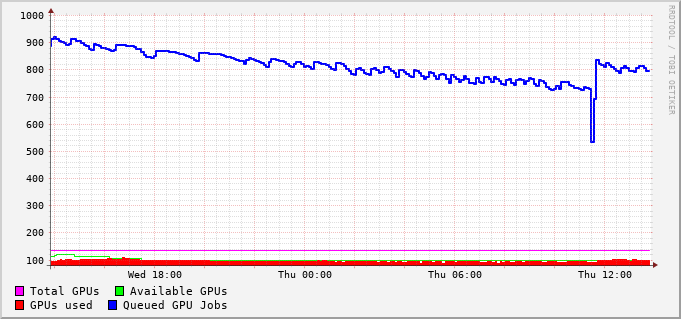 1000
900
800
700
600
500
400
300
200
100
RRDTOOL / TOBI OETIKER
Wed 18:00 Thu 00:00 Thu 06:00 Thu 12:00
Total GPUs Available GPUs
GPUs used Queued GPU Jobs